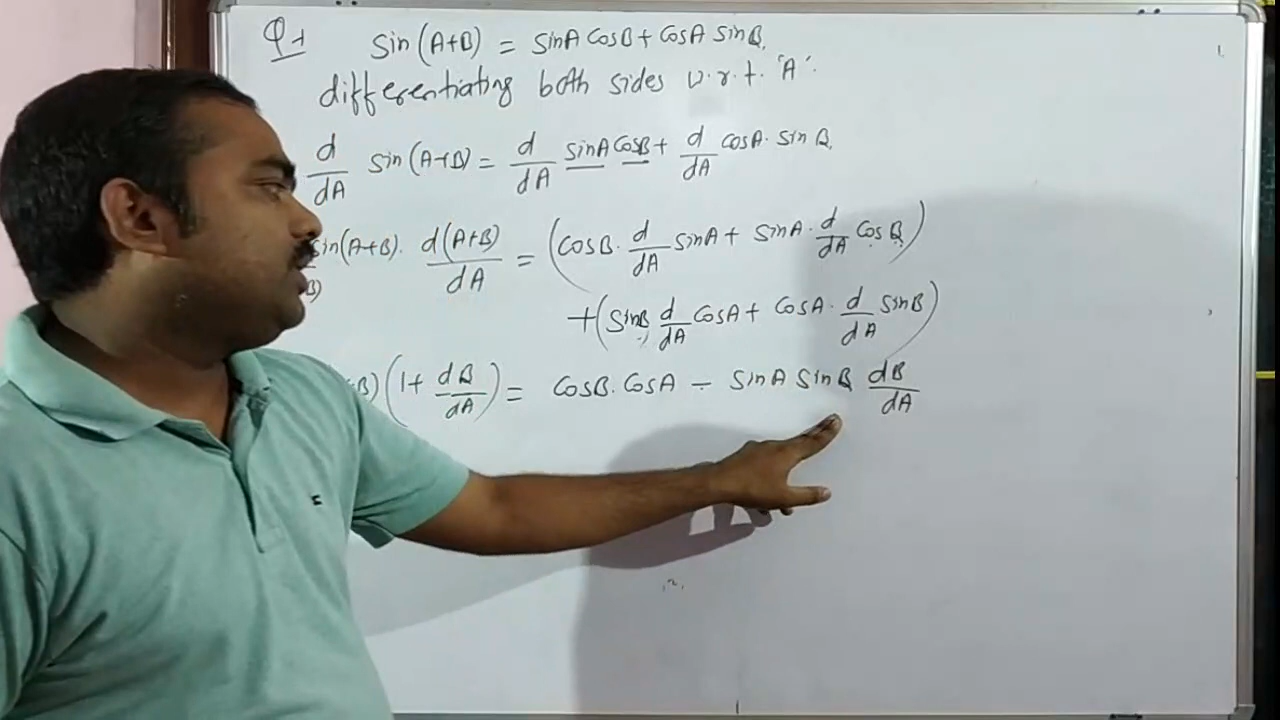 Q1 Sin(A+B) = SinA CosB + CosA SinB.
differentiating both sides w.r.t. 'A'.
d/dA sin(A+B) = d/dA sinA CosB + d/dA cosA. sinB.
sin(A+B). d(A+B)/dA = (CosB. d/dA sinA + sinA. d/dA CosB)
+ (SinB d/dA CosA + CosA. d/dA SinB)
B) (1 + dB/dA) = CosB. CosA - SinA SinB dB/dA